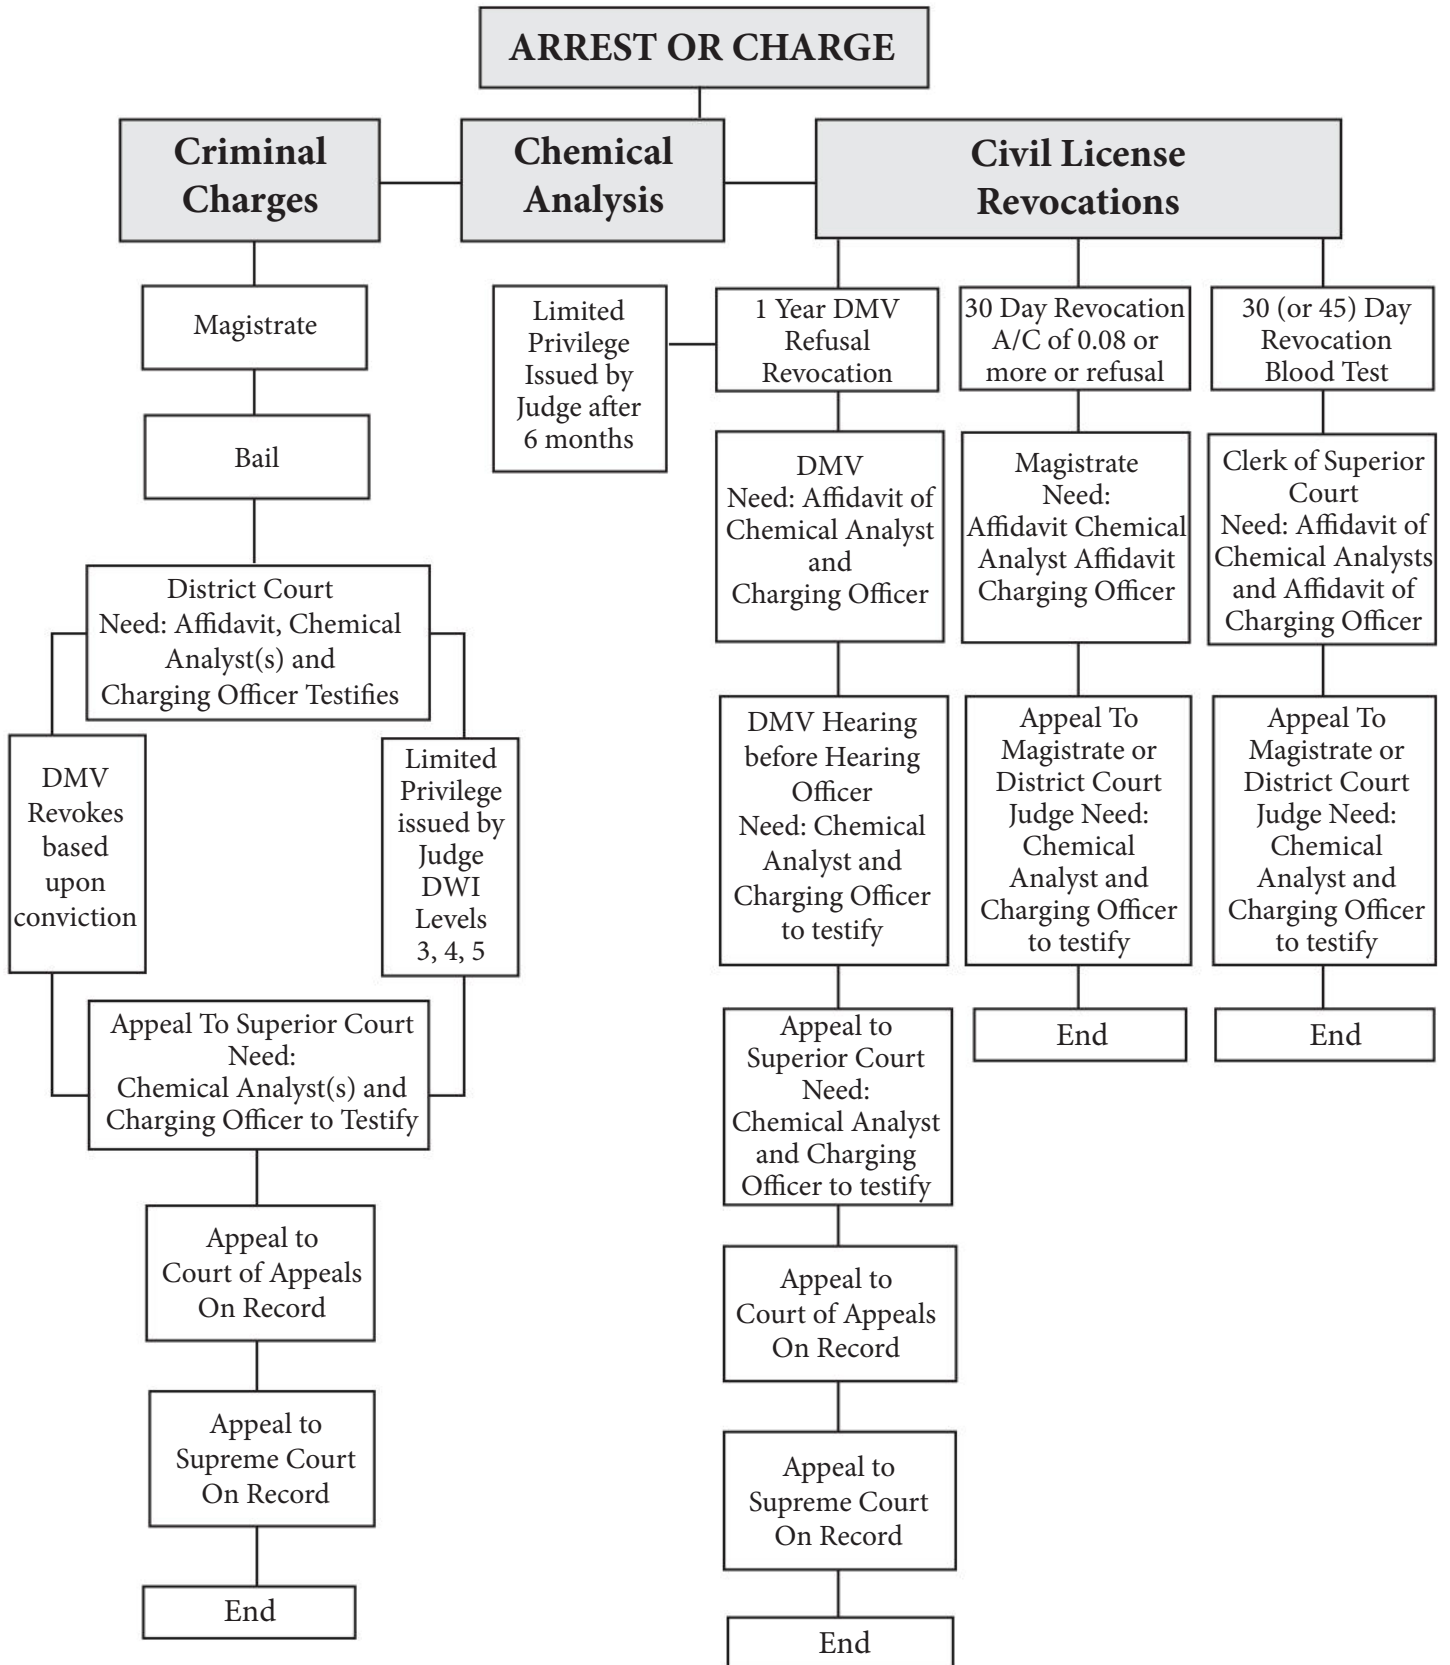 ARREST OR CHARGE
Criminal
Charges
Chemical
Analysis
Civil License
Revocations
Magistrate
Bail
District Court
Need: Affidavit, Chemical
Analyst(s) and
Charging Officer Testifies
DMV
Revokes
based
upon
conviction
Limited
Privilege
issued by
Judge
DWI
Levels
3, 4, 5
Appeal To Superior Court
Need:
Chemical Analyst(s) and
Charging Officer to Testify
Appeal to
Court of Appeals
On Record
Appeal to
Supreme Court
On Record
End
Limited
Privilege
Issued by
Judge after
6 months
1 Year DMV
Refusal
Revocation
DMV
Need: Affidavit of
Chemical Analyst
and
Charging Officer
DMV Hearing
before Hearing
Officer
Need: Chemical
Analyst and
Charging Officer
to testify
Appeal to
Superior Court
Need:
Chemical Analyst
and Charging
Officer to testify
Appeal to
Court of Appeals
On Record
Appeal to
Supreme Court
On Record
End
30 Day Revocation
A/C of 0.08 or
more or refusal
Magistrate
Need:
Affidavit Chemical
Analyst Affidavit
Charging Officer
Appeal To
Magistrate or
District Court
Judge Need:
Chemical
Analyst and
Charging Officer
to testify
End
30 (or 45) Day
Revocation
Blood Test
Clerk of Superior
Court
Need: Affidavit of
Chemical Analysts
and Affidavit of
Charging Officer
Appeal To
Magistrate or
District Court
Judge Need:
Chemical
Analyst and
Charging Officer
to testify
End